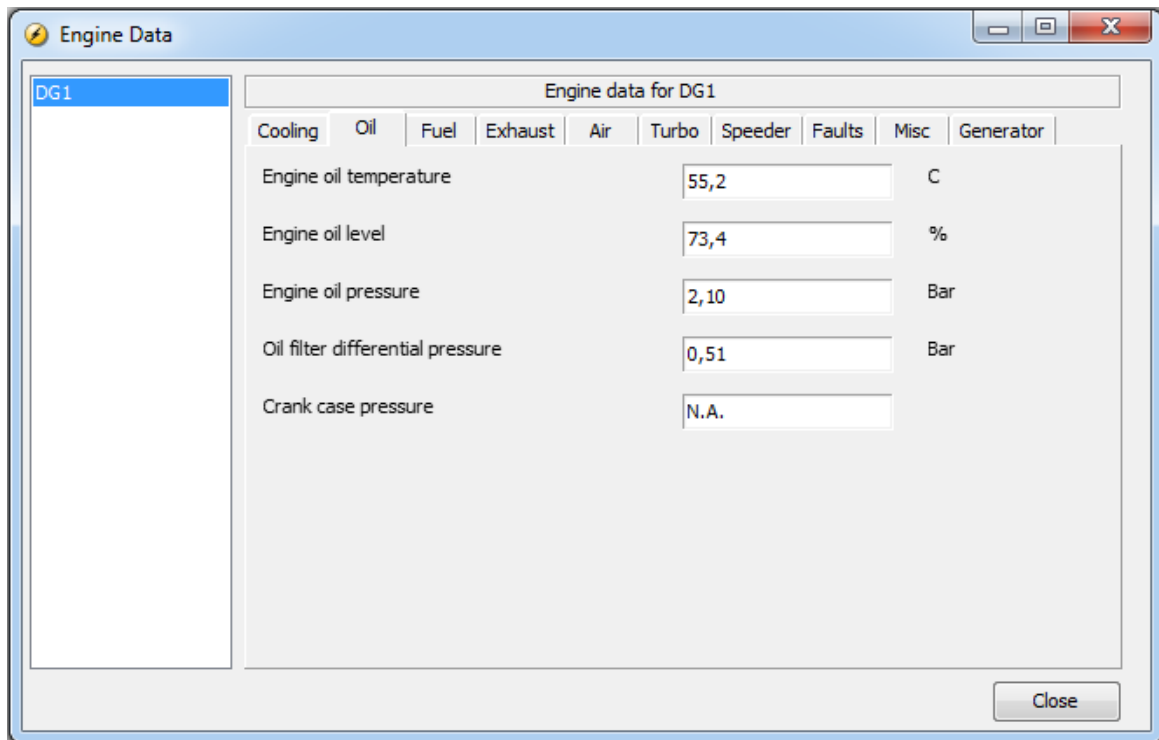 Engine Data
DG1
Engine data for DG1
Cooling Oil Fuel Exhaust Air Turbo Speeder Faults Misc Generator
Engine oil temperature 55,2 C
Engine oil level 73,4 %
Engine oil pressure 2,10 Bar
Oil filter differential pressure 0,51 Bar
Crank case pressure N.A.
Close